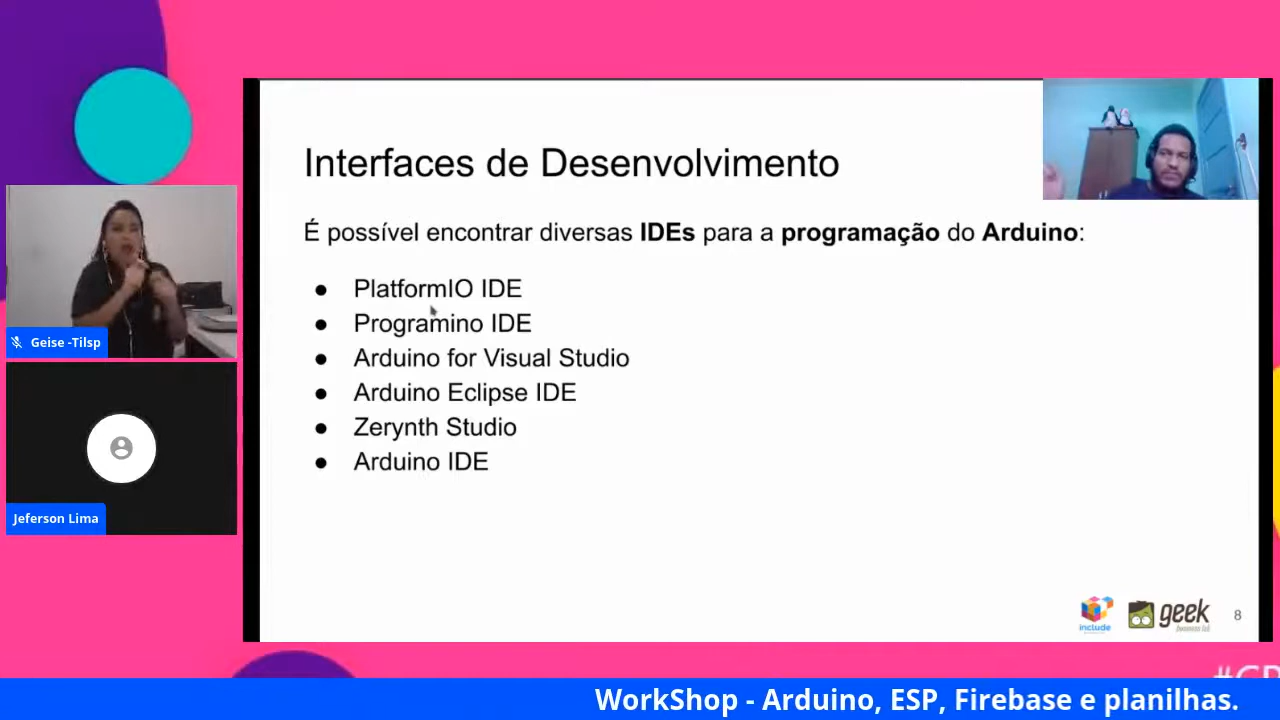 Interfaces de Desenvolvimento
É possível encontrar diversas IDEs para a programação do Arduino:
● PlatformIO IDE
● Programino IDE
● Arduino for Visual Studio
● Arduino Eclipse IDE
● Zerynth Studio
● Arduino IDE
Geise -Tilsp
Jeferson Lima
include
geek
8
WorkShop - Arduino, ESP, Firebase e planilhas.